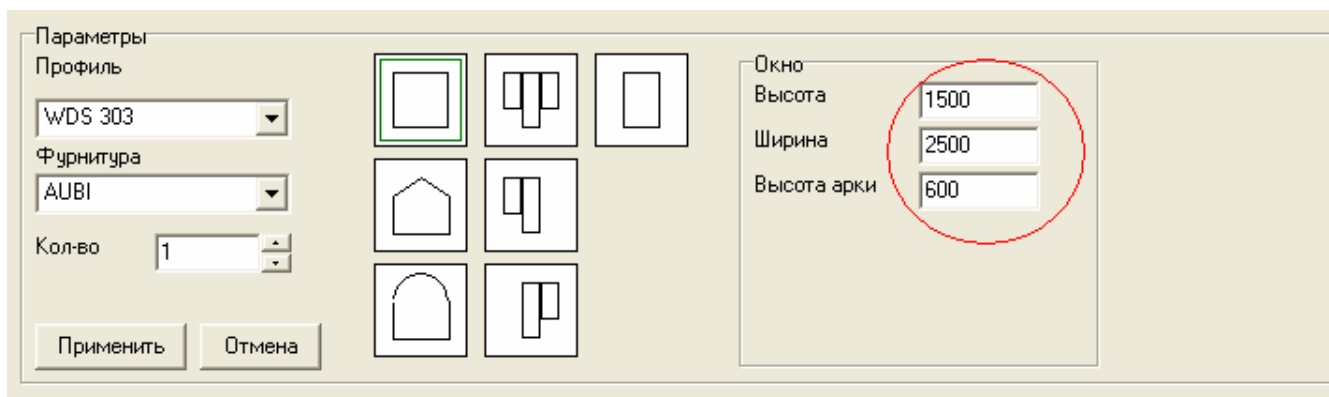 Параметры
Профиль
WDS 303
Фурнитура
AUBI
Кол-во 1
Применить Отмена
Окно
Высота 1500
Ширина 2500
Высота арки 600